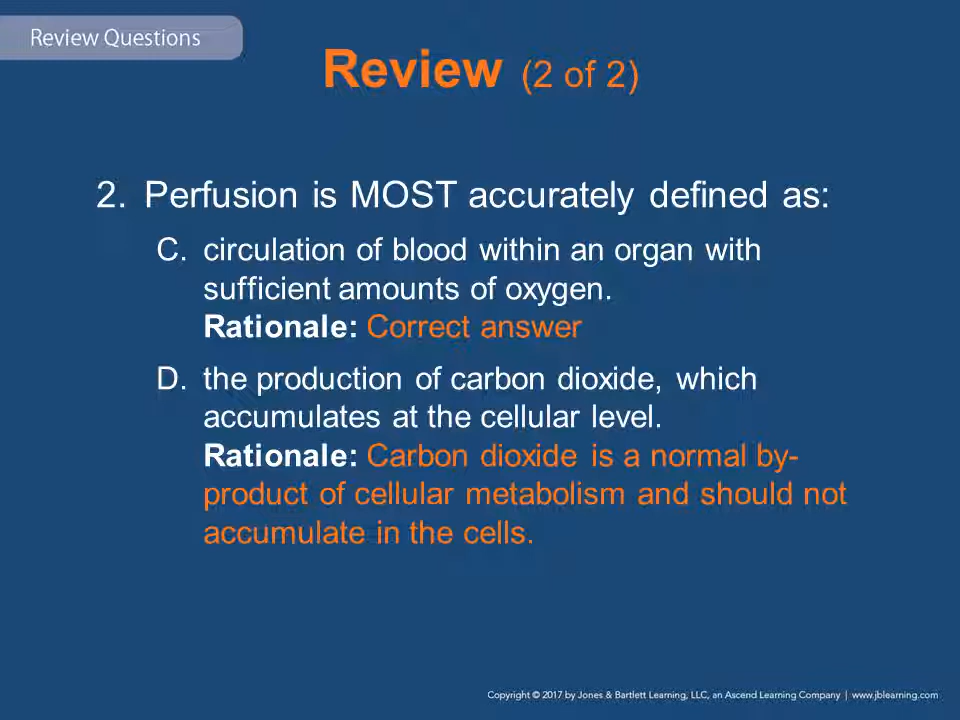 Review Questions
Review (2 of 2)
2. Perfusion is MOST accurately defined as:
C. circulation of blood within an organ with
sufficient amounts of oxygen.
Rationale: Correct answer
D. the production of carbon dioxide, which
accumulates at the cellular level.
Rationale: Carbon dioxide is a normal by-
product of cellular metabolism and should not
accumulate in the cells.
Copyright © 2017 by Jones & Bartlett Learning, LLC, an Ascend Learning Company | www.jblearning.com